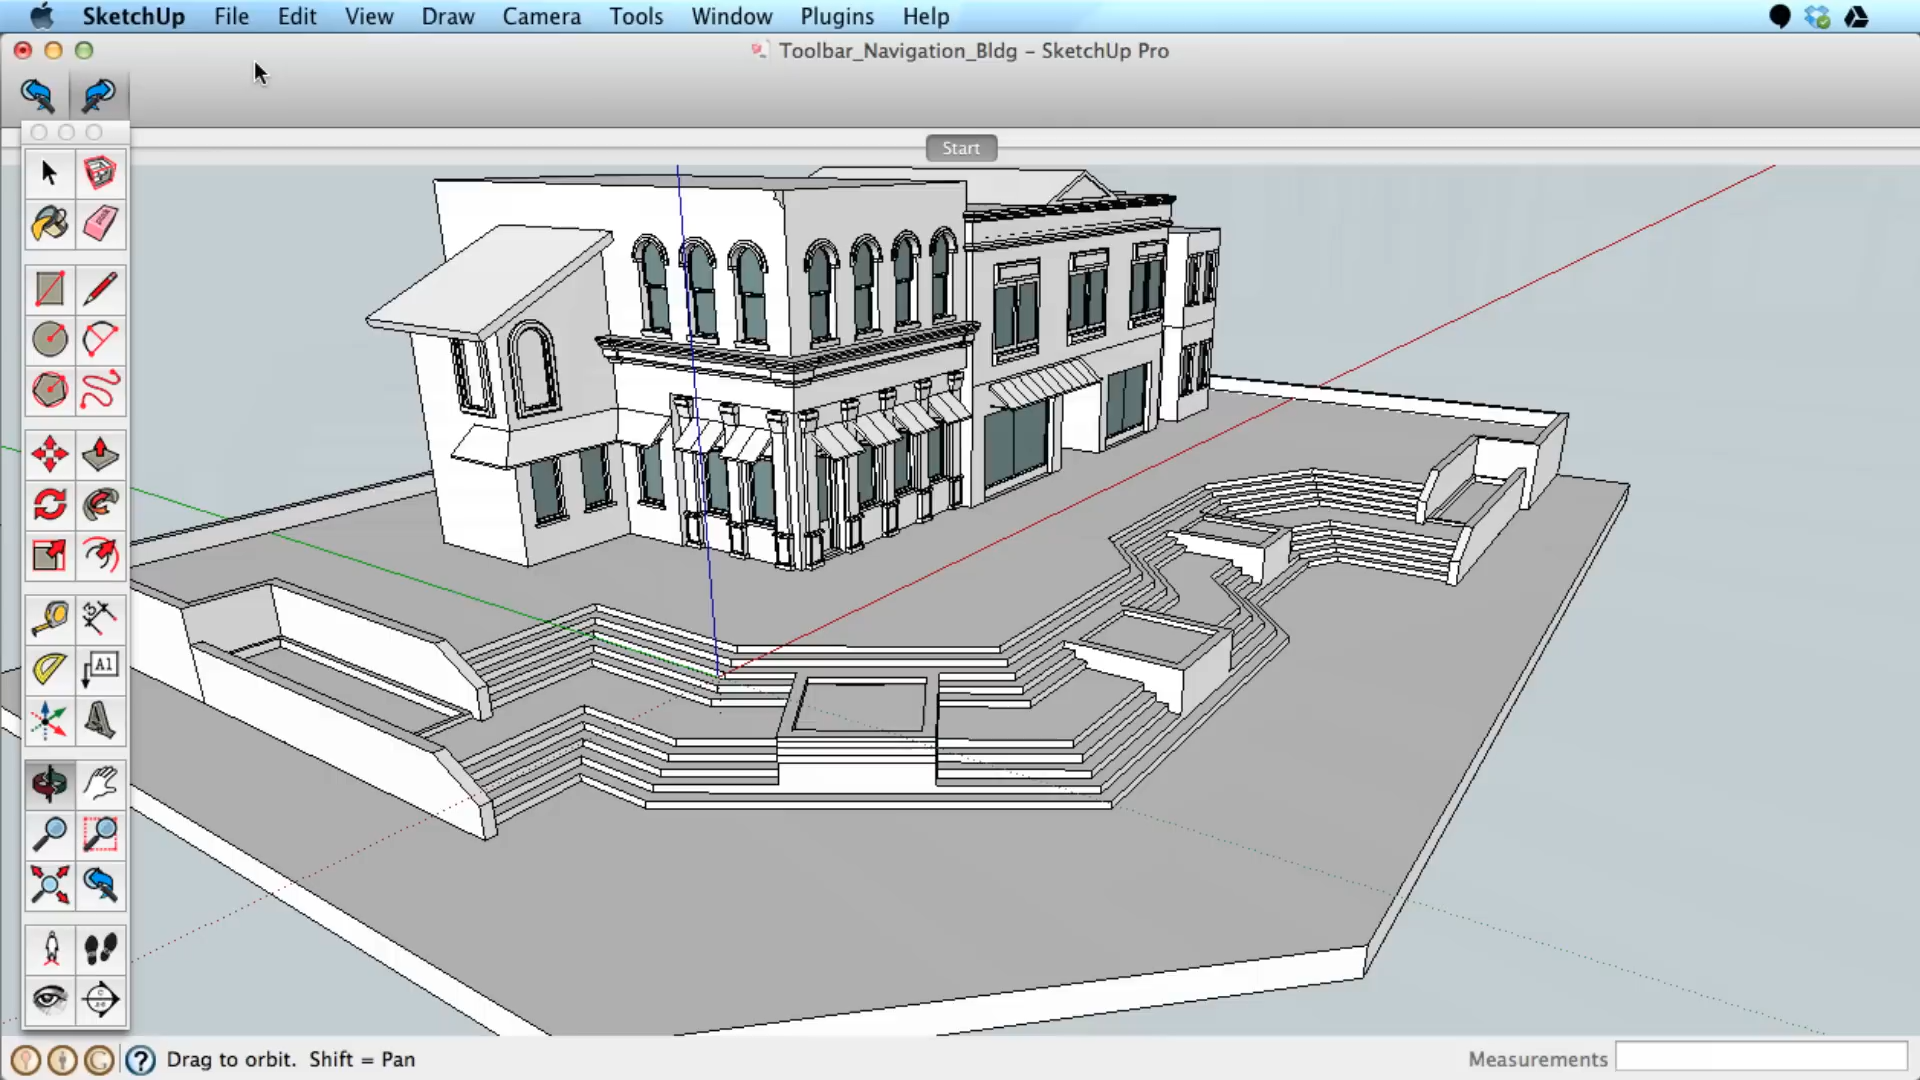 SketchUp File Edit View Draw Camera Tools Window Plugins Help
Toolbar_Navigation_Bldg – SketchUp Pro
Start
A1
Drag to orbit. Shift = Pan
Measurements